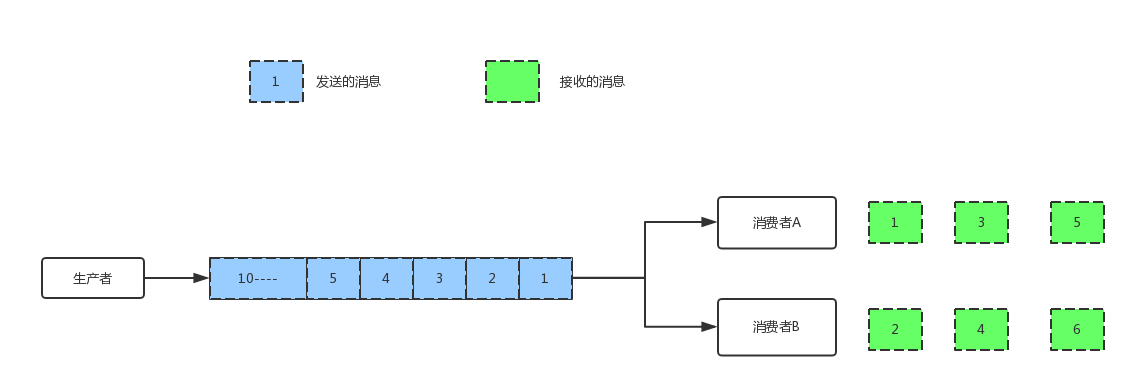 1 发送的消息 接收的消息
消费者A 1 3 5
生产者 10---- 5 4 3 2 1
消费者B 2 4 6